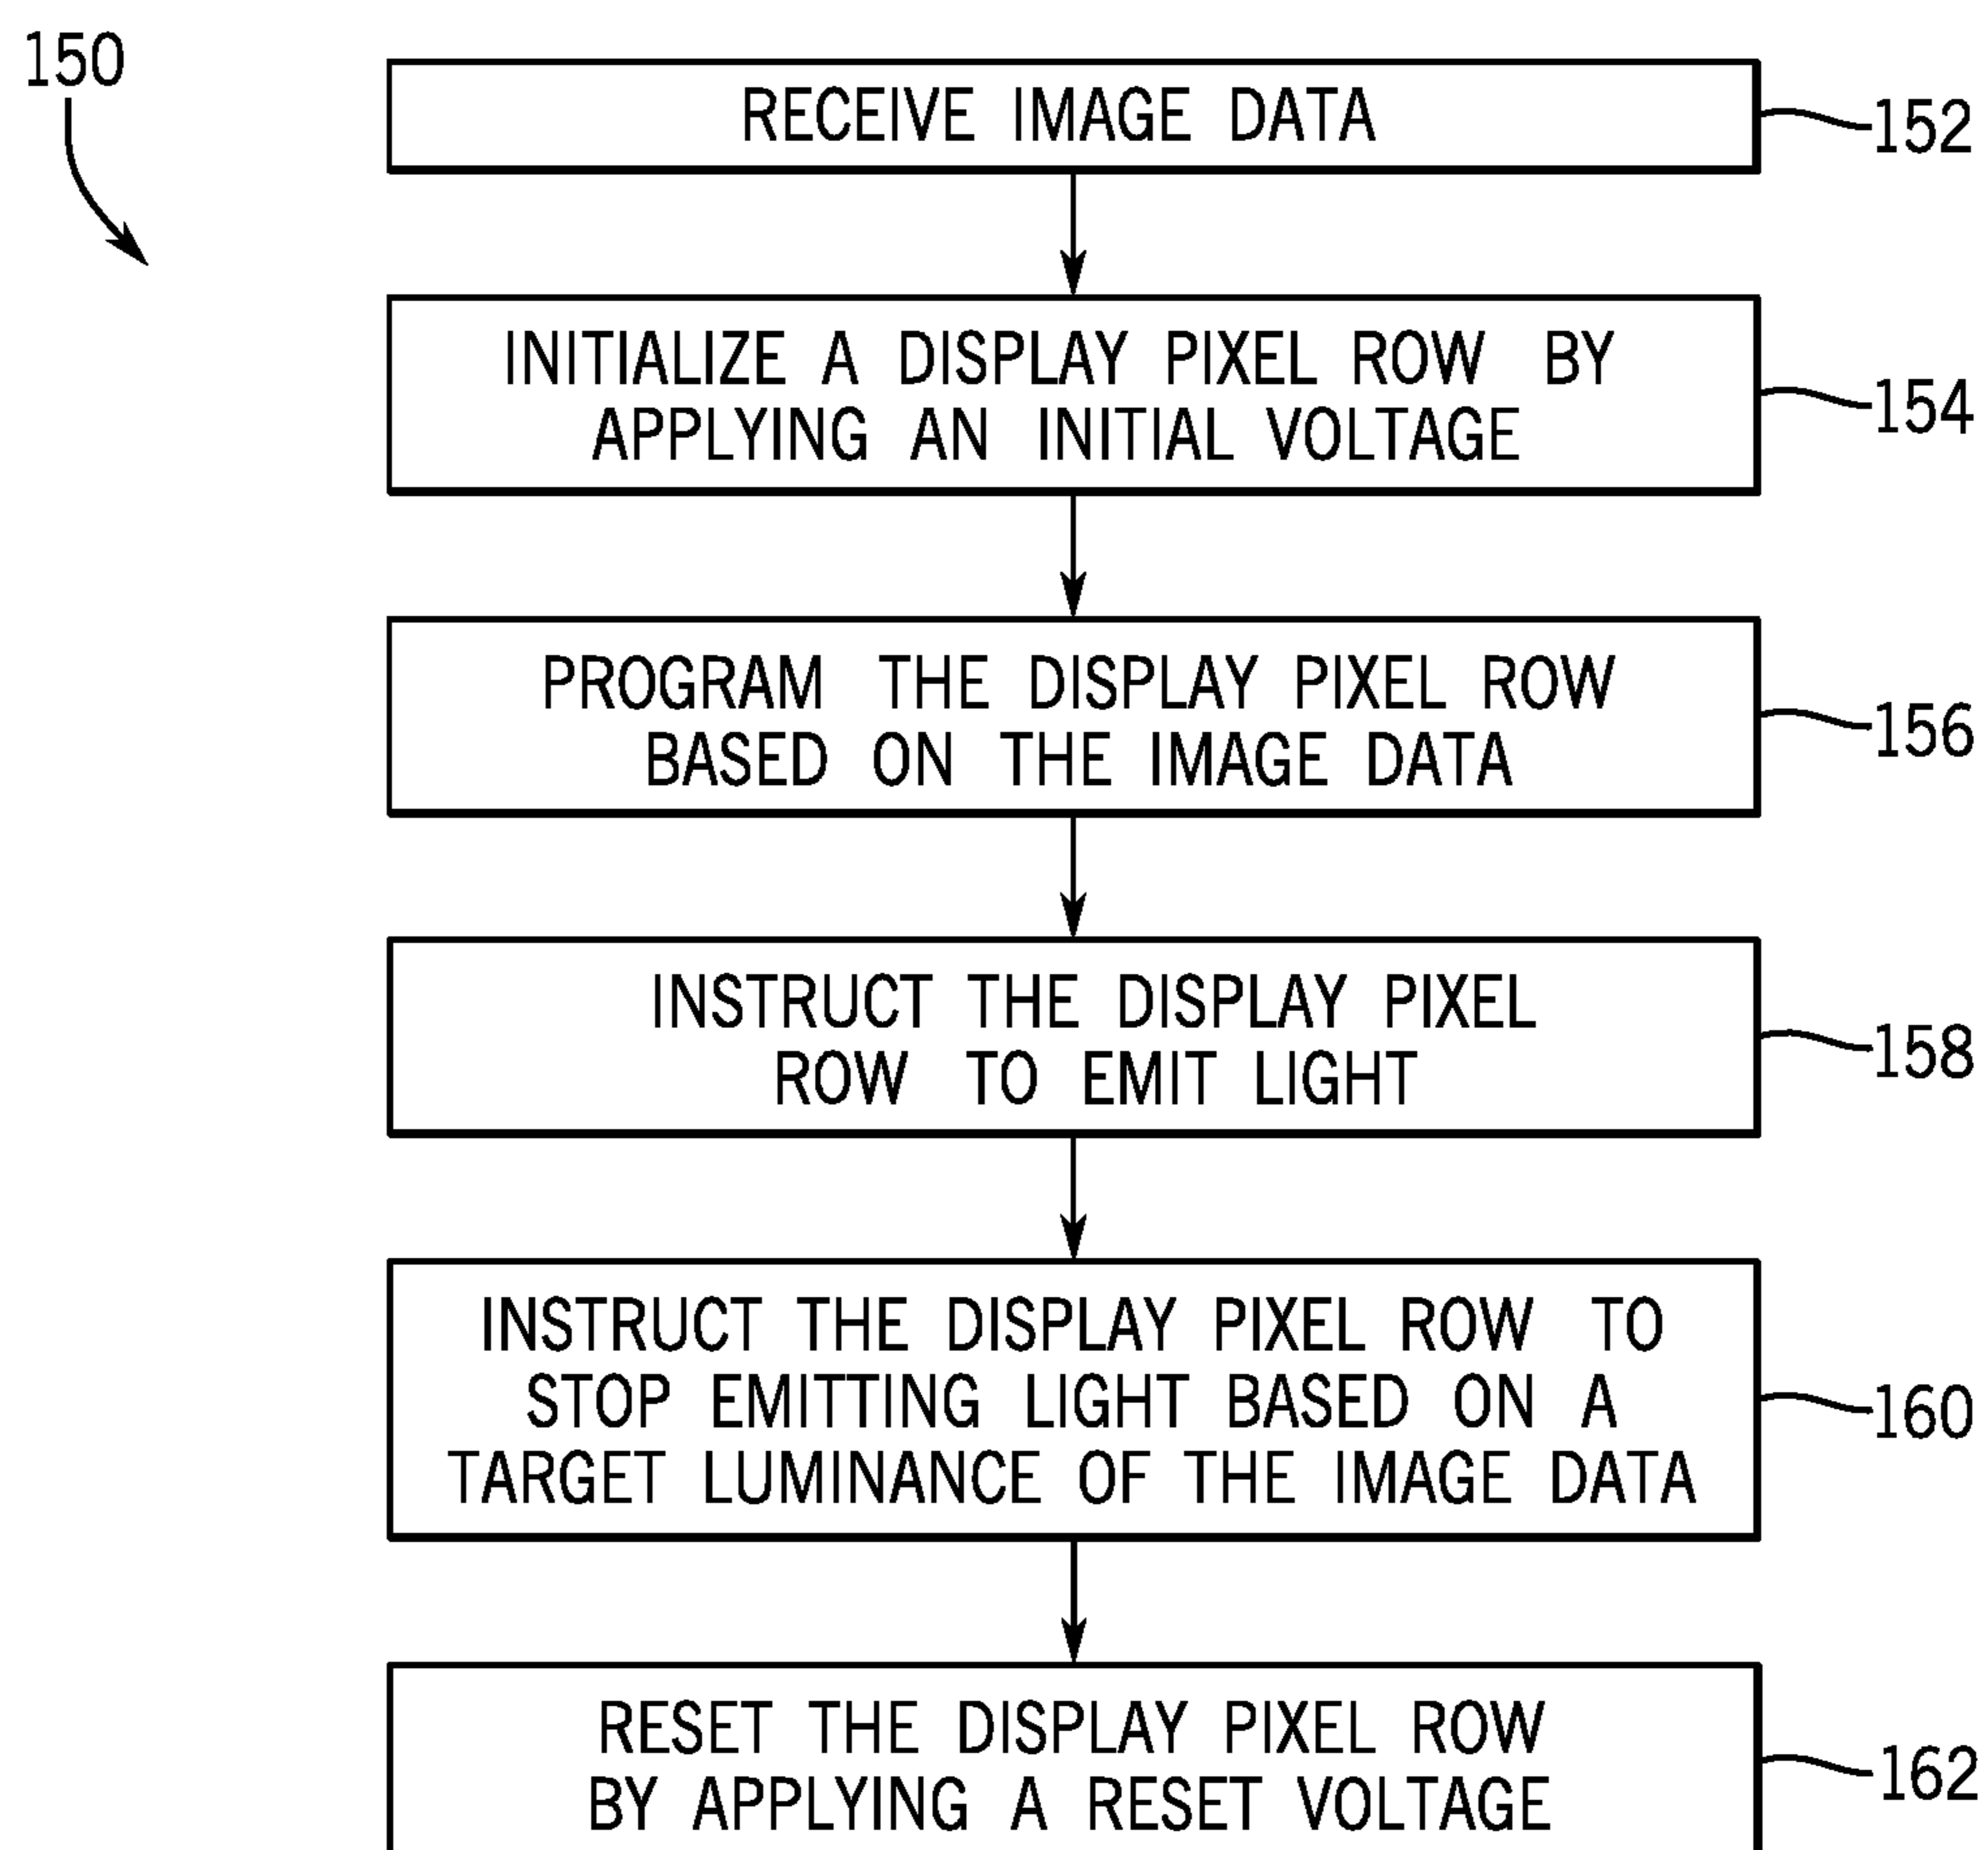 150
RECEIVE IMAGE DATA
152
INITIALIZE A DISPLAY PIXEL ROW BY
APPLYING AN INITIAL VOLTAGE
154
PROGRAM THE DISPLAY PIXEL ROW
BASED ON THE IMAGE DATA
156
INSTRUCT THE DISPLAY PIXEL
ROW TO EMIT LIGHT
158
INSTRUCT THE DISPLAY PIXEL ROW TO
STOP EMITTING LIGHT BASED ON A
TARGET LUMINANCE OF THE IMAGE DATA
160
RESET THE DISPLAY PIXEL ROW
BY APPLYING A RESET VOLTAGE
162